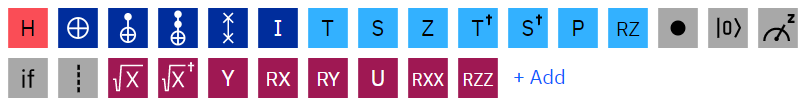 H I T S Z T† S† P RZ |0⟩ z
if √X √X† Y RX RY U RXX RZZ + Add